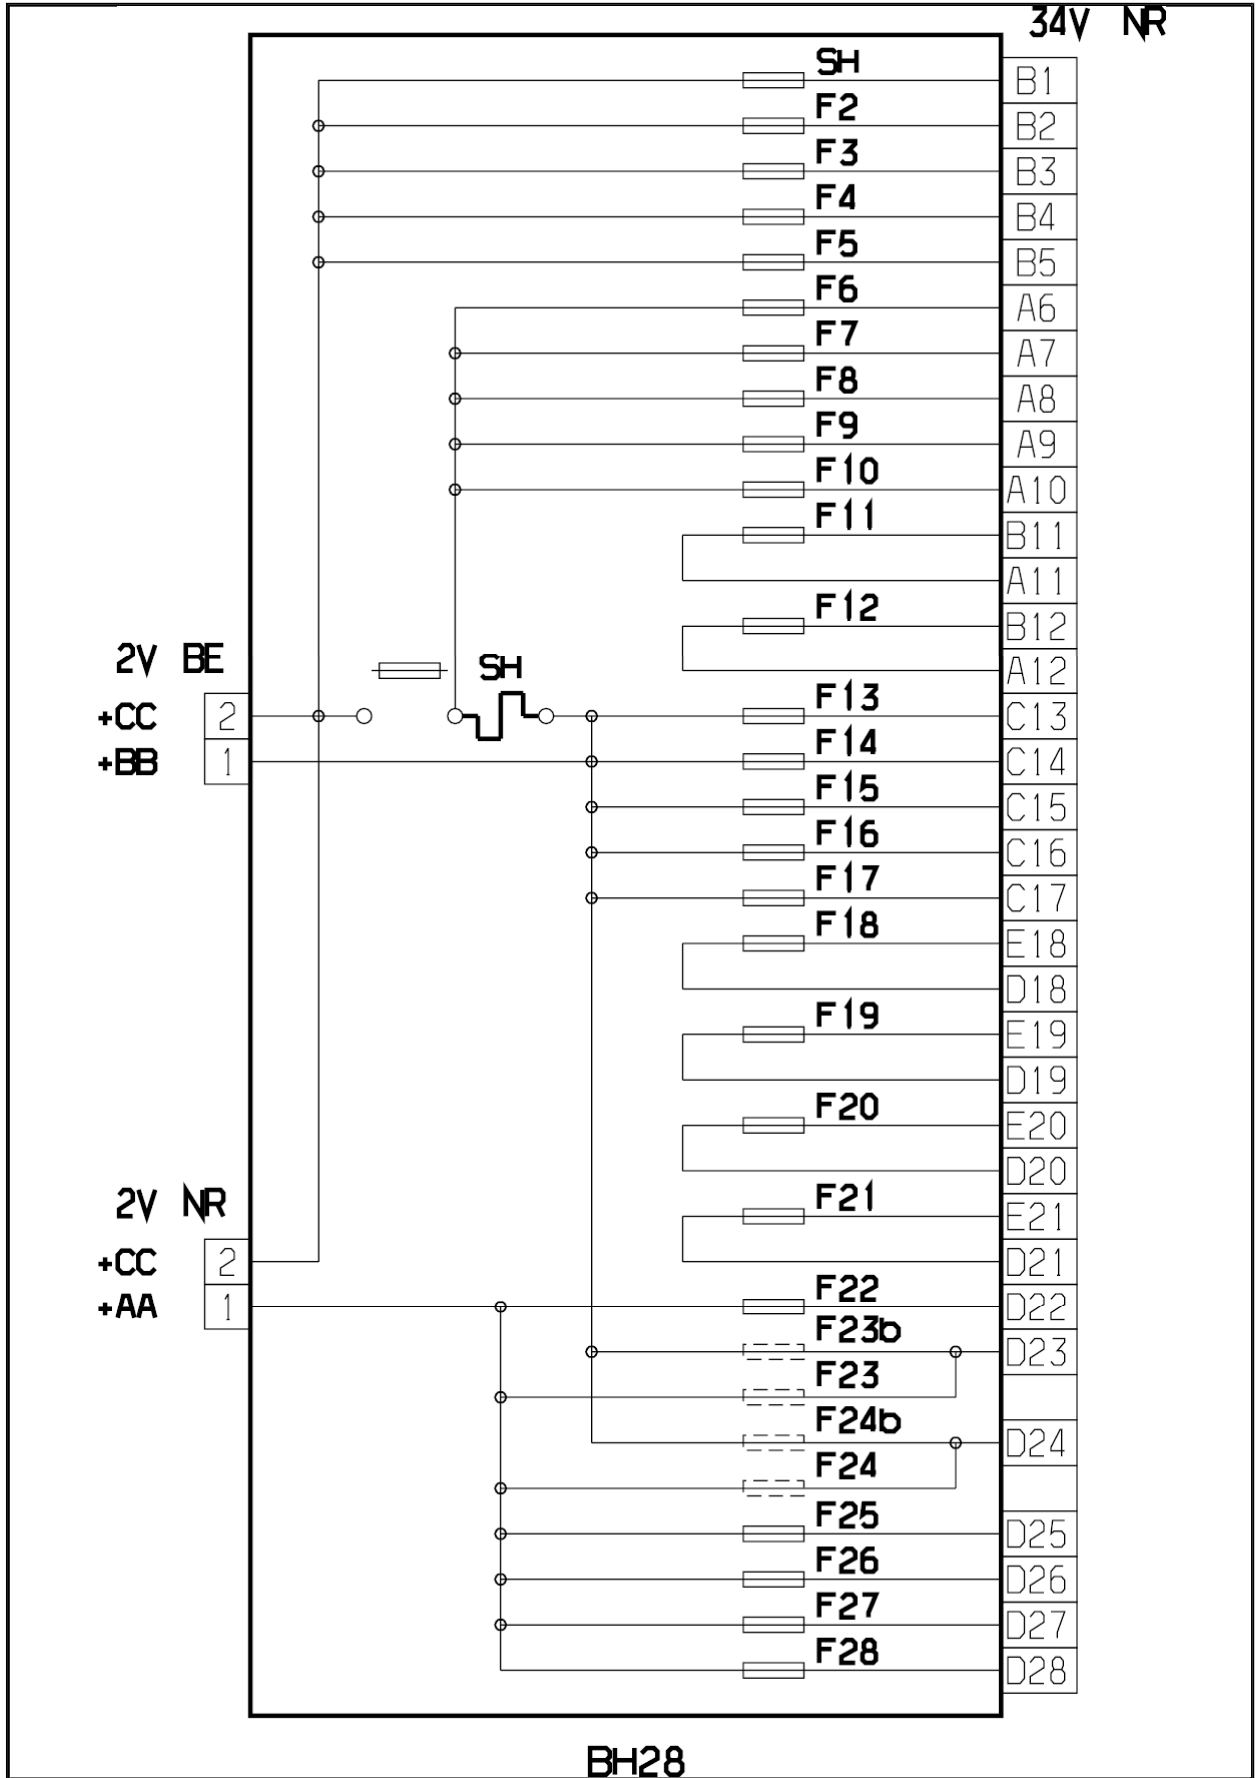 34V NR
SH B1
F2 B2
F3 B3
F4 B4
F5 B5
F6 A6
F7 A7
F8 A8
F9 A9
F10 A10
F11 B11
A11
F12 B12
A12
2V BE SH
+CC 2 F13 C13
+BB 1 F14 C14
F15 C15
F16 C16
F17 C17
F18 E18
D18
F19 E19
D19
F20 E20
D20
2V NR F21 E21
+CC 2 D21
+AA 1 F22 D22
F23b D23
F23
F24b D24
F24
F25 D25
F26 D26
F27 D27
F28 D28
BH28